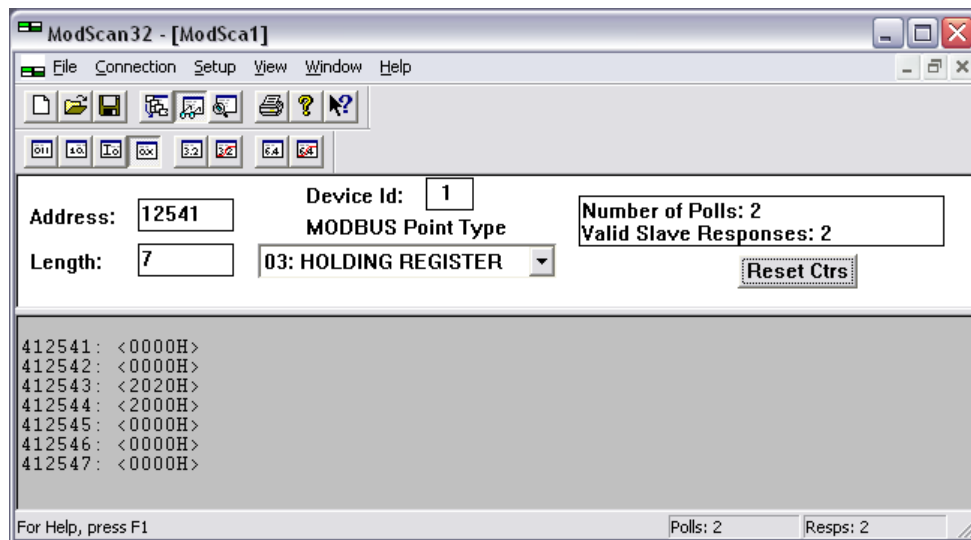 ModScan32 - [ModSca1]
File Connection Setup View Window Help
Device Id: 1
Address: 12541
MODBUS Point Type
Number of Polls: 2
Valid Slave Responses: 2
Length: 7
03: HOLDING REGISTER
Reset Ctrs
412541: <0000H>
412542: <0000H>
412543: <2020H>
412544: <2000H>
412545: <0000H>
412546: <0000H>
412547: <0000H>
For Help, press F1
Polls: 2
Resps: 2